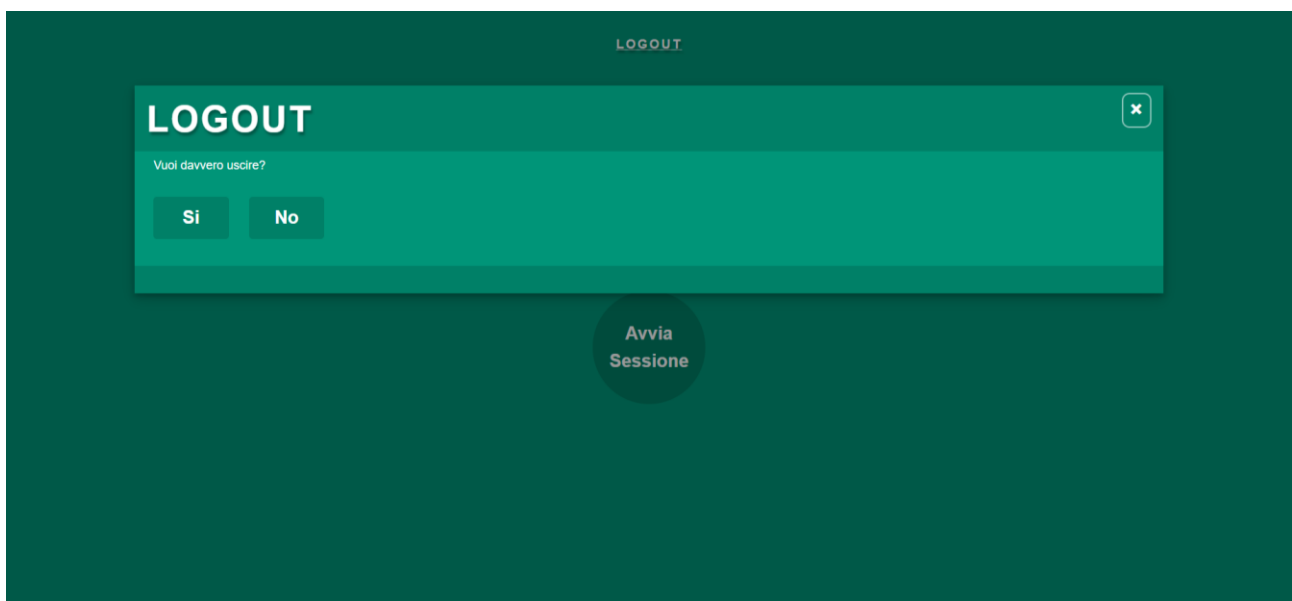 LOGOUT
LOGOUT
Vuoi davvero uscire?
Si
No
Avvia
Sessione